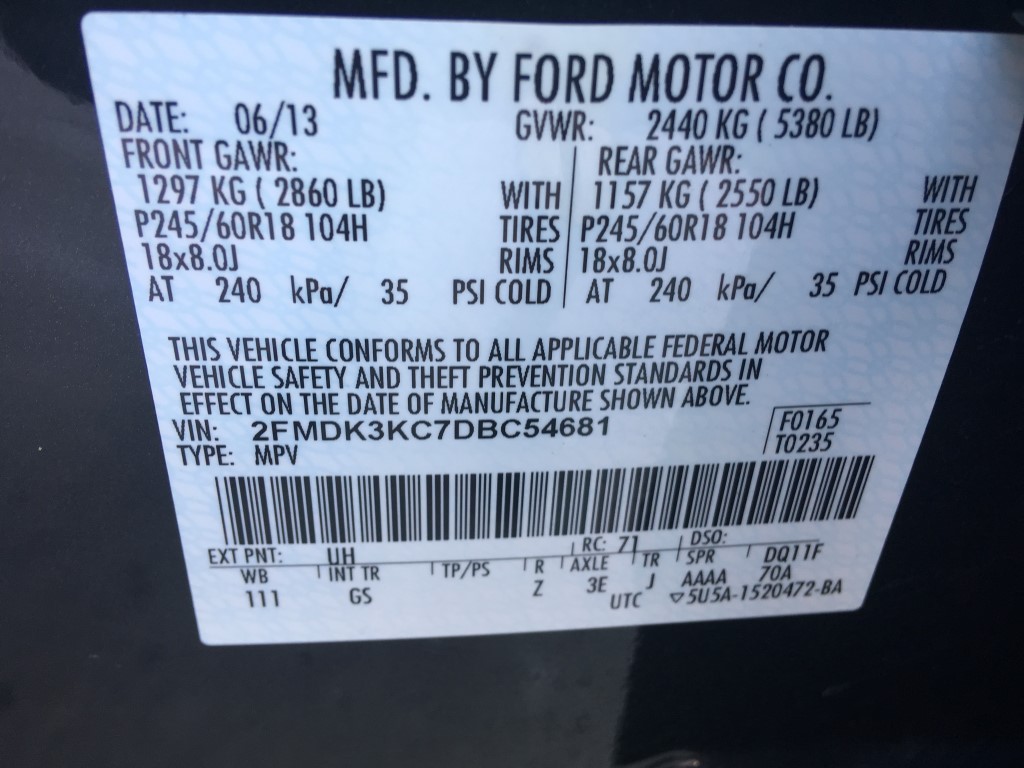 MFD. BY FORD MOTOR CO.
DATE: 06/13 GVWR: 2440 KG ( 5380 LB)
FRONT GAWR: REAR GAWR:
1297 KG ( 2860 LB) WITH 1157 KG ( 2550 LB) WITH
P245/60R18 104H TIRES P245/60R18 104H TIRES
18x8.0J RIMS 18x8.0J RIMS
AT 240 kPa/ 35 PSI COLD AT 240 kPa/ 35 PSI COLD
THIS VEHICLE CONFORMS TO ALL APPLICABLE FEDERAL MOTOR
VEHICLE SAFETY AND THEFT PREVENTION STANDARDS IN
EFFECT ON THE DATE OF MANUFACTURE SHOWN ABOVE.
VIN: 2FMDK3KC7DBC54681 F0165
TYPE: MPV T0235
EXT PNT: UH RC: 71 DSO:
WB INT TR TP/PS R AXLE TR SPR DQ11F
111 GS Z 3E J AAAA 70A
UTC ▽5U5A-1520472-BA